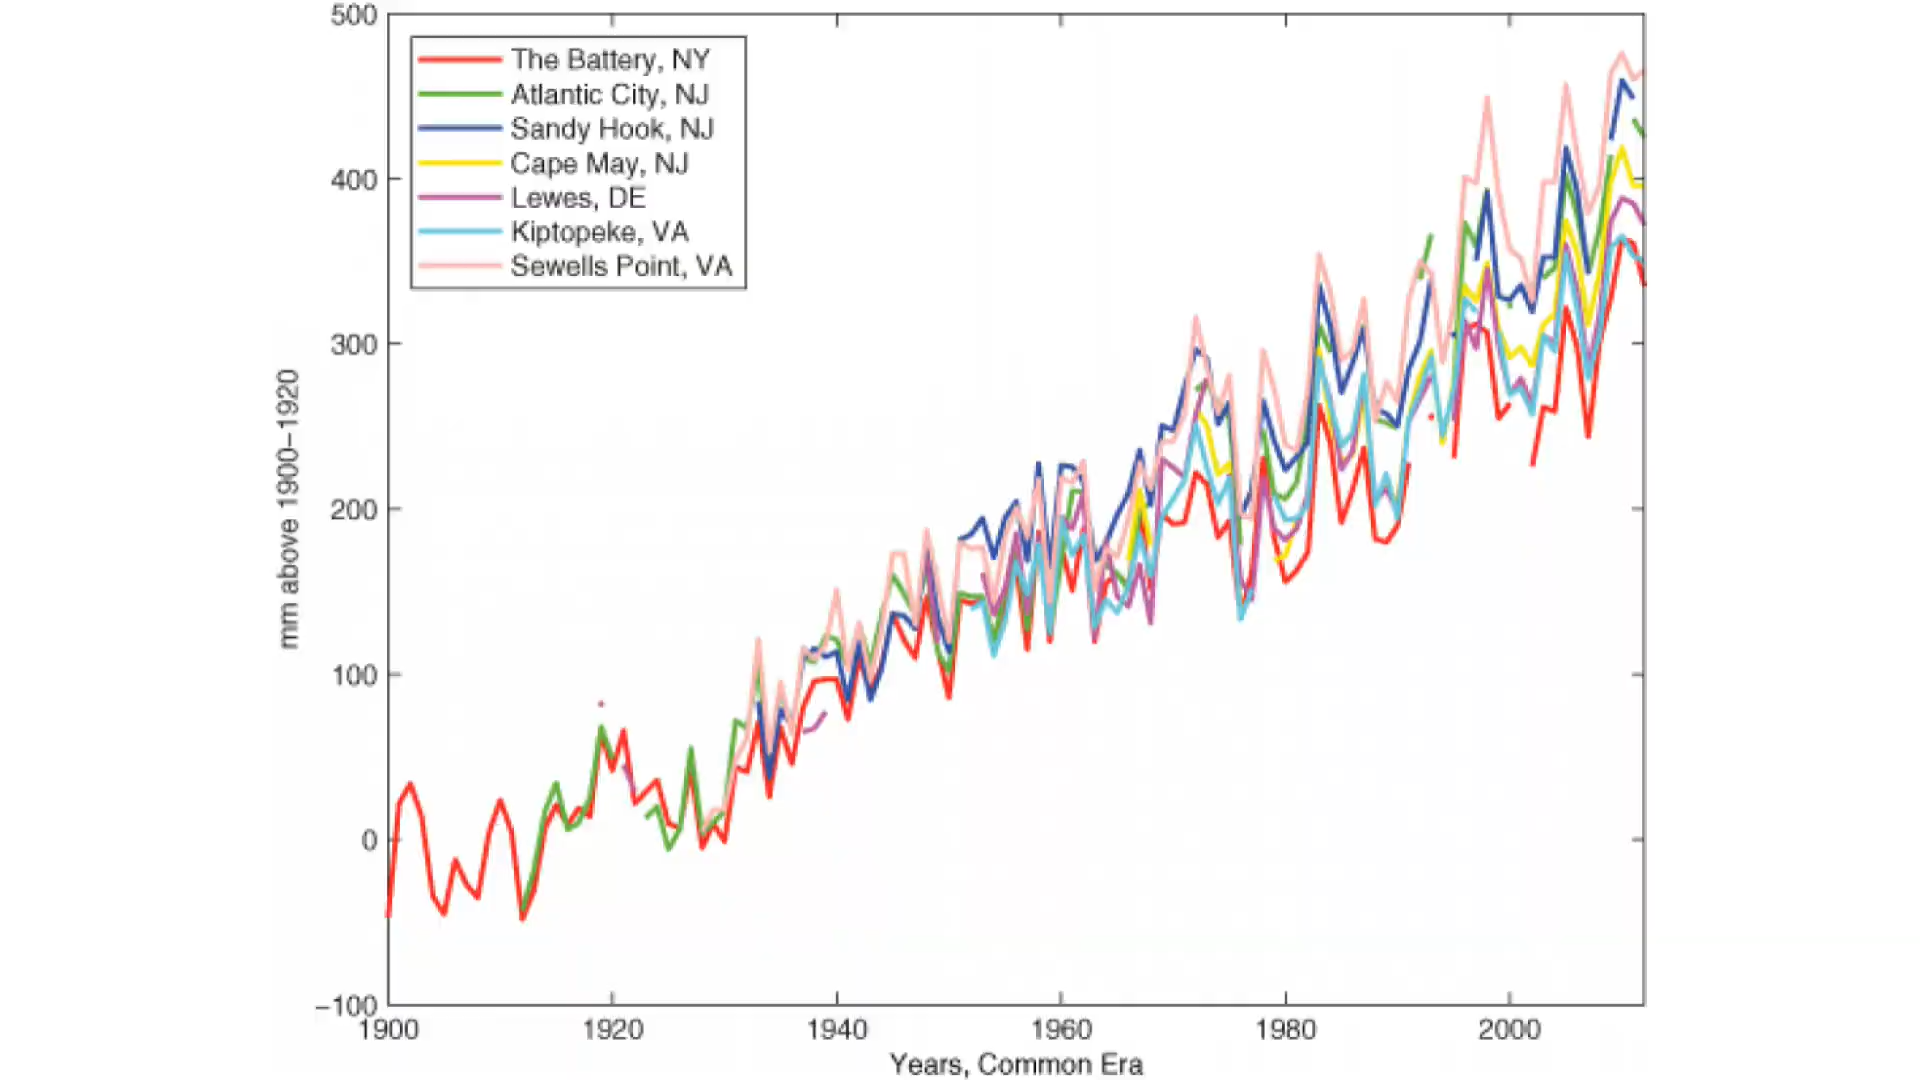 500
The Battery, NY
Atlantic City, NJ
Sandy Hook, NJ
Cape May, NJ
Lewes, DE
Kiptopeke, VA
Sewells Point, VA
400
300
200
100
0
−100
mm above 1900−1920
1900 1920 1940 1960 1980 2000
Years, Common Era